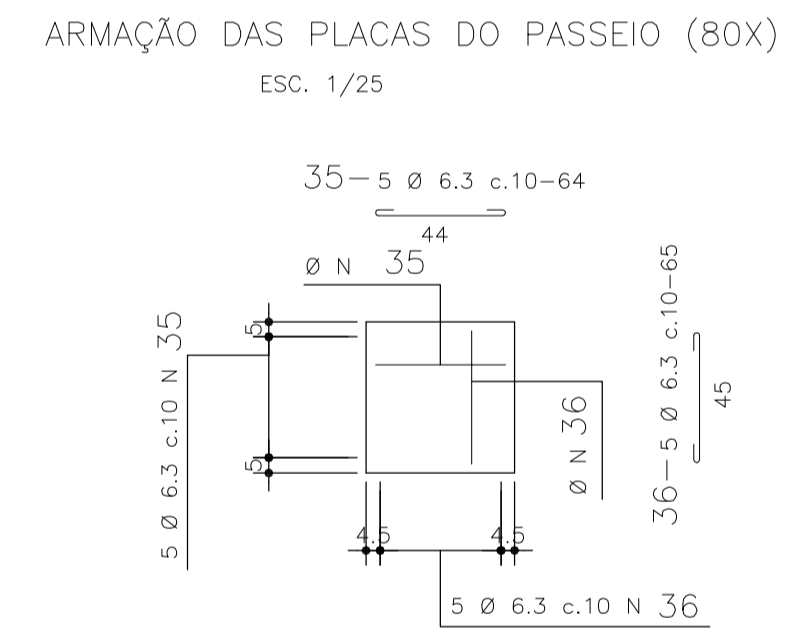 ARMAÇÃO DAS PLACAS DO PASSEIO (80X)
ESC. 1/25
35-5 Ø 6.3 c.10-64
44
Ø N 35
5
5
5 Ø 6.3 c.10 N 35
Ø N 36
36-5 Ø 6.3 c.10-65
45
4.5
4.5
5 Ø 6.3 c.10 N 36